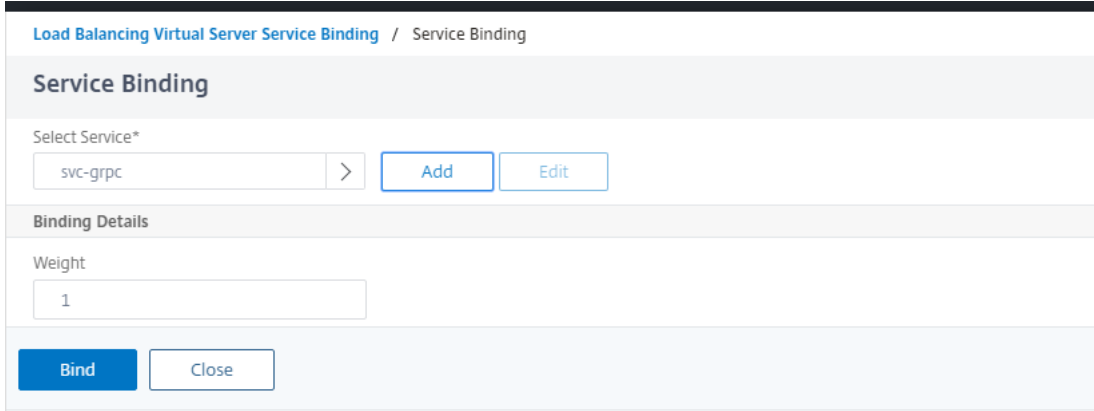 Load Balancing Virtual Server Service Binding / Service Binding
Service Binding
Select Service*
svc-grpc Add Edit
Binding Details
Weight
1
Bind Close